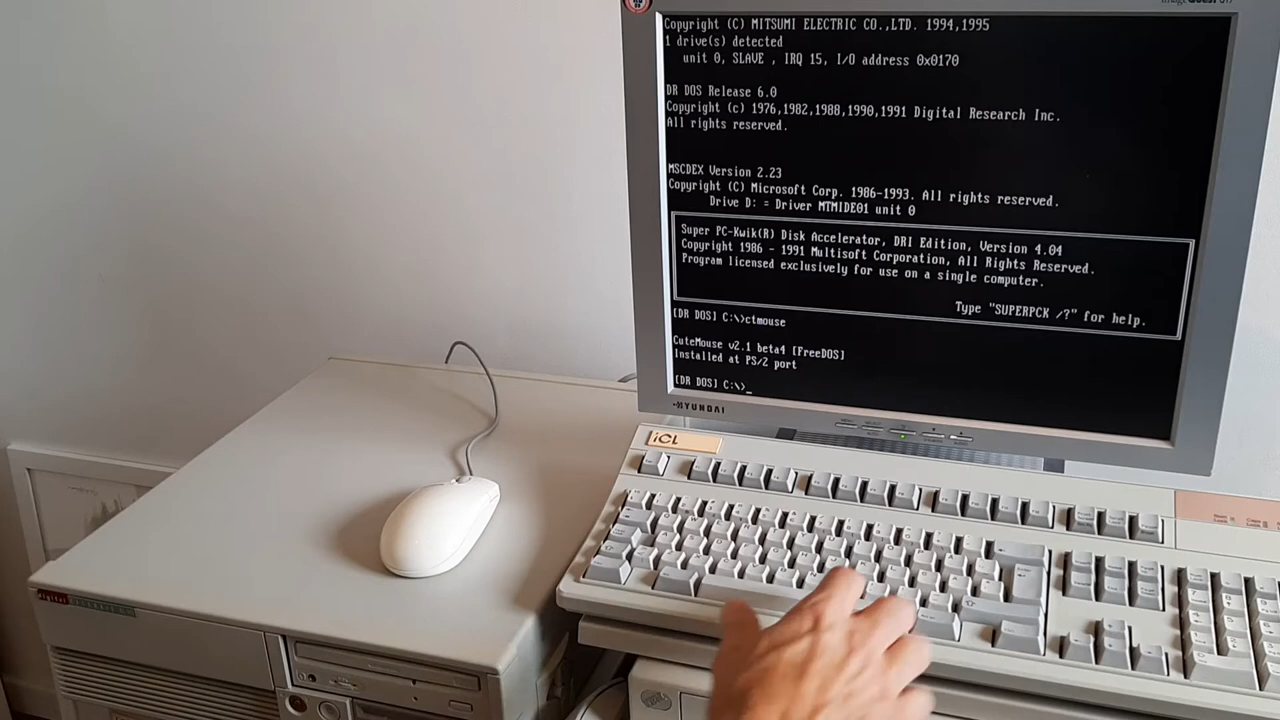 Copyright (C) MITSUMI ELECTRIC CO.,LTD. 1994,1995
1 drive(s) detected
unit 0, SLAVE , IRQ 15, I/O address 0x0170
DR DOS Release 6.0
Copyright (c) 1976,1982,1988,1990,1991 Digital Research Inc.
All rights reserved.
MSCDEX Version 2.23
Copyright (C) Microsoft Corp. 1986-1993. All rights reserved.
Drive D: = Driver MTMIDE01 unit 0
Super PC-Kwik(R) Disk Accelerator, DRI Edition, Version 4.04
Copyright 1986 - 1991 Multisoft Corporation, All Rights Reserved.
Program licensed exclusively for use on a single computer.
Type "SUPERPCK /?" for help.
[DR DOS] C:\>ctmouse
CuteMouse v2.1 beta4 [FreeDOS]
Installed at PS/2 port
[DR DOS] C:\>_
HYUNDAI
iCL
digital
IBM